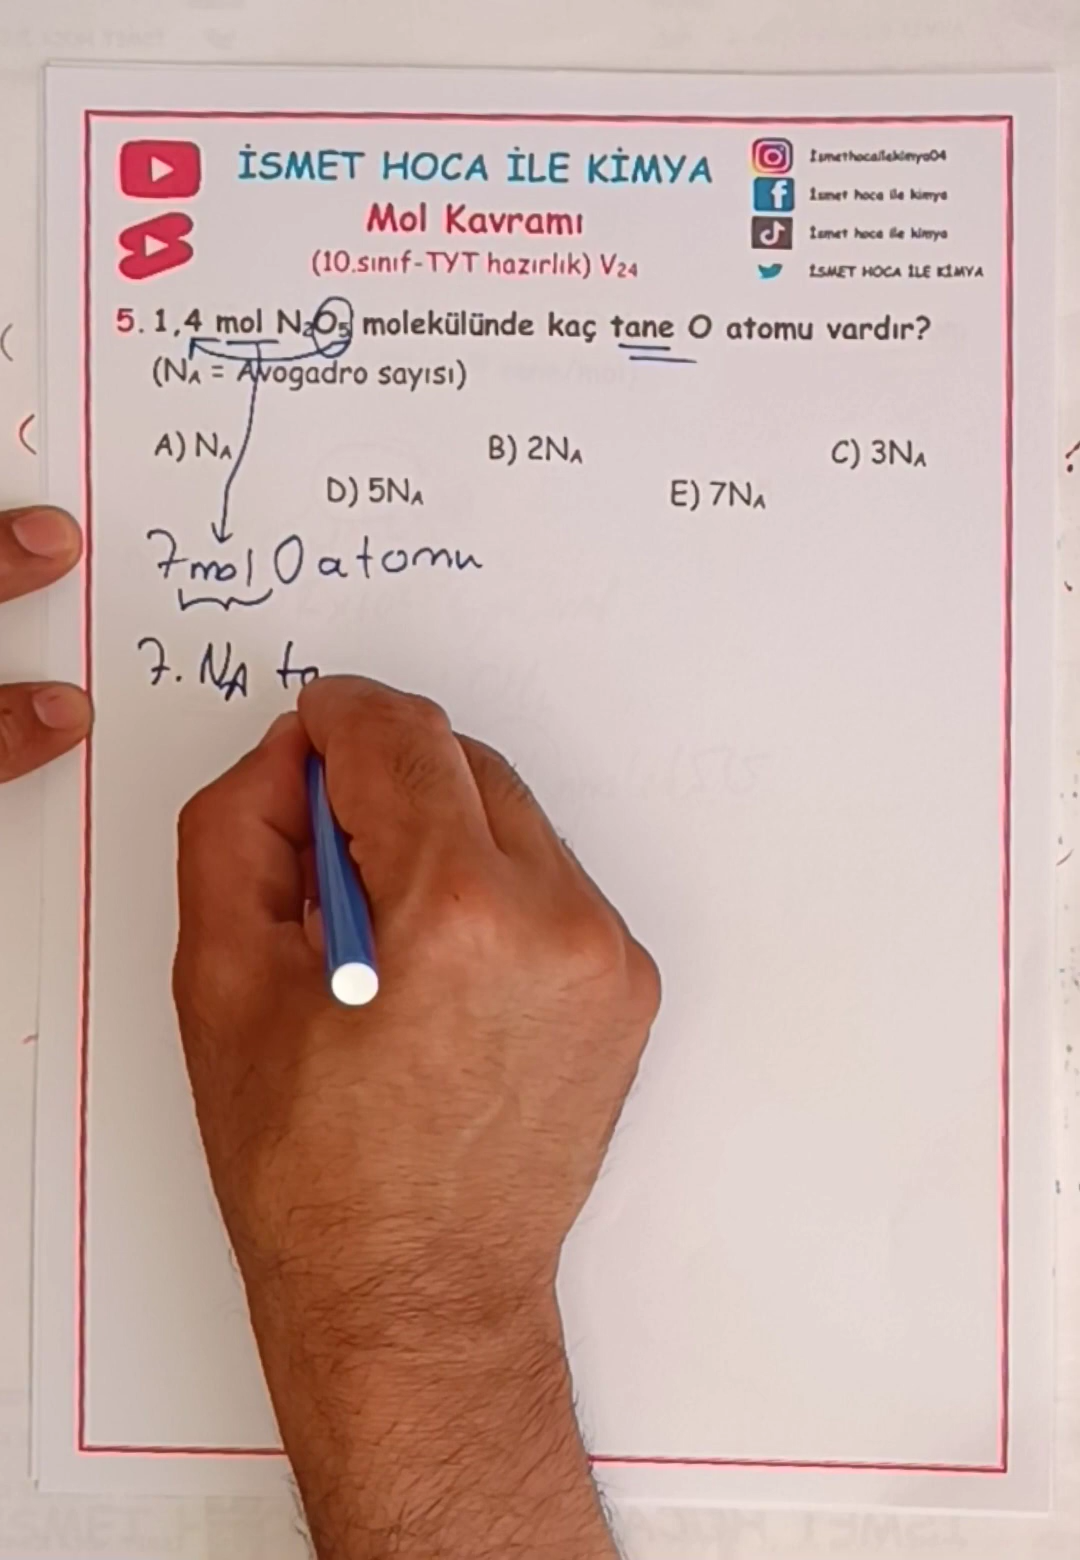 İSMET HOCA İLE KİMYA
Mol Kavramı
(10.sınıf-TYT hazırlık) V24
İsmethocailekimya04
İsmet hoca ile kimya
İsmet hoca ile kimya
İSMET HOCA İLE KİMYA
5. 1,4 mol N₂O₅ molekülünde kaç tane O atomu vardır?
(NA = Avogadro sayısı)
A) NA
B) 2NA
C) 3NA
D) 5NA
E) 7NA
7 mol O atomu
7. NA ta